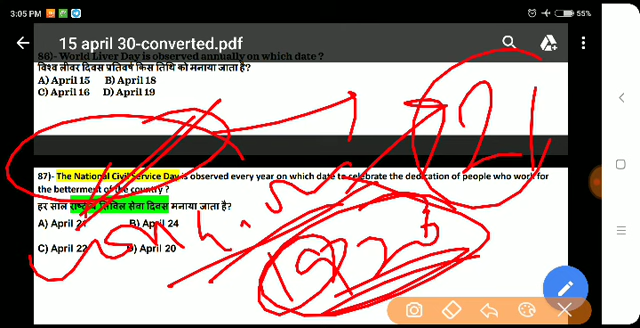 3:05 PM
55%
15 april 30-converted.pdf
86)- World Liver Day is observed annually on which date ?
विश्व लीवर दिवस प्रतिवर्ष किस तिथि को मनाया जाता है?
A) April 15 B) April 18
C) April 16 D) April 19
21
87)- The National Civil Service Day is observed every year on which date to celebrate the dedication of people who work for
the betterment of the country ?
हर साल राष्ट्रीय सिविल सेवा दिवस मनाया जाता है?
A) April 21 B) April 24
C) April 22 D) April 20